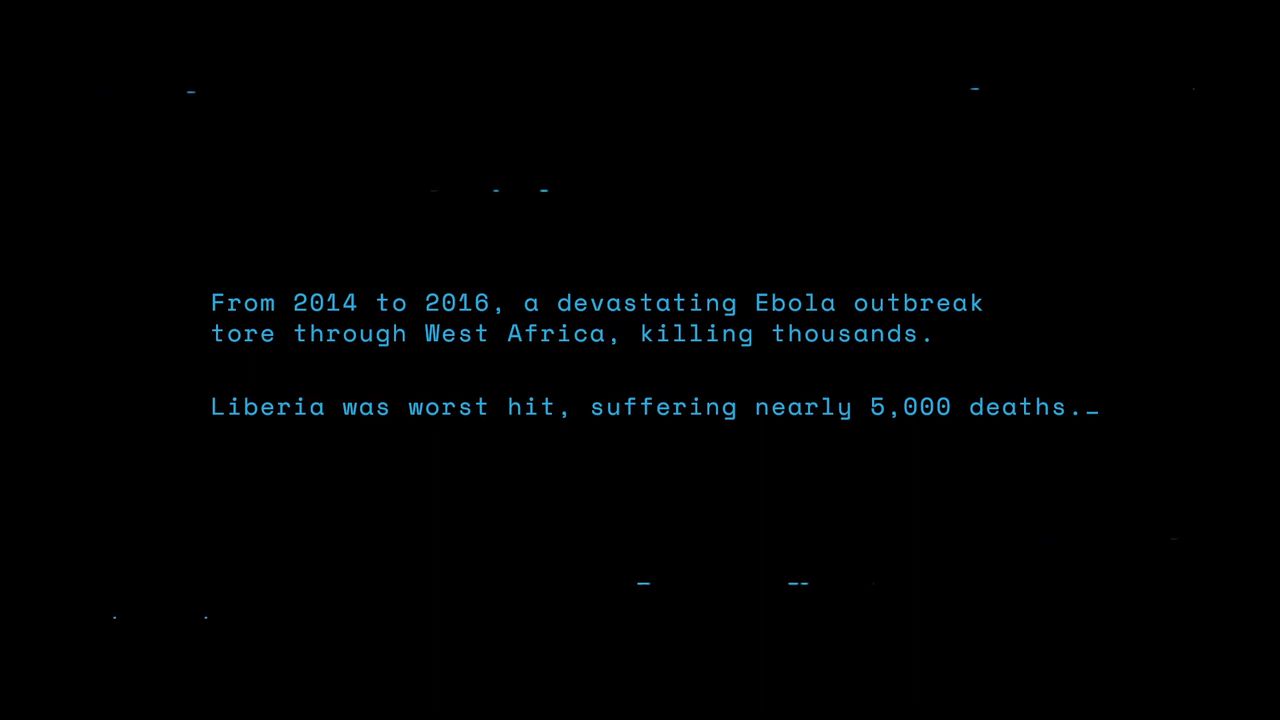 From 2014 to 2016, a devastating Ebola outbreak
tore through West Africa, killing thousands.
Liberia was worst hit, suffering nearly 5,000 deaths._